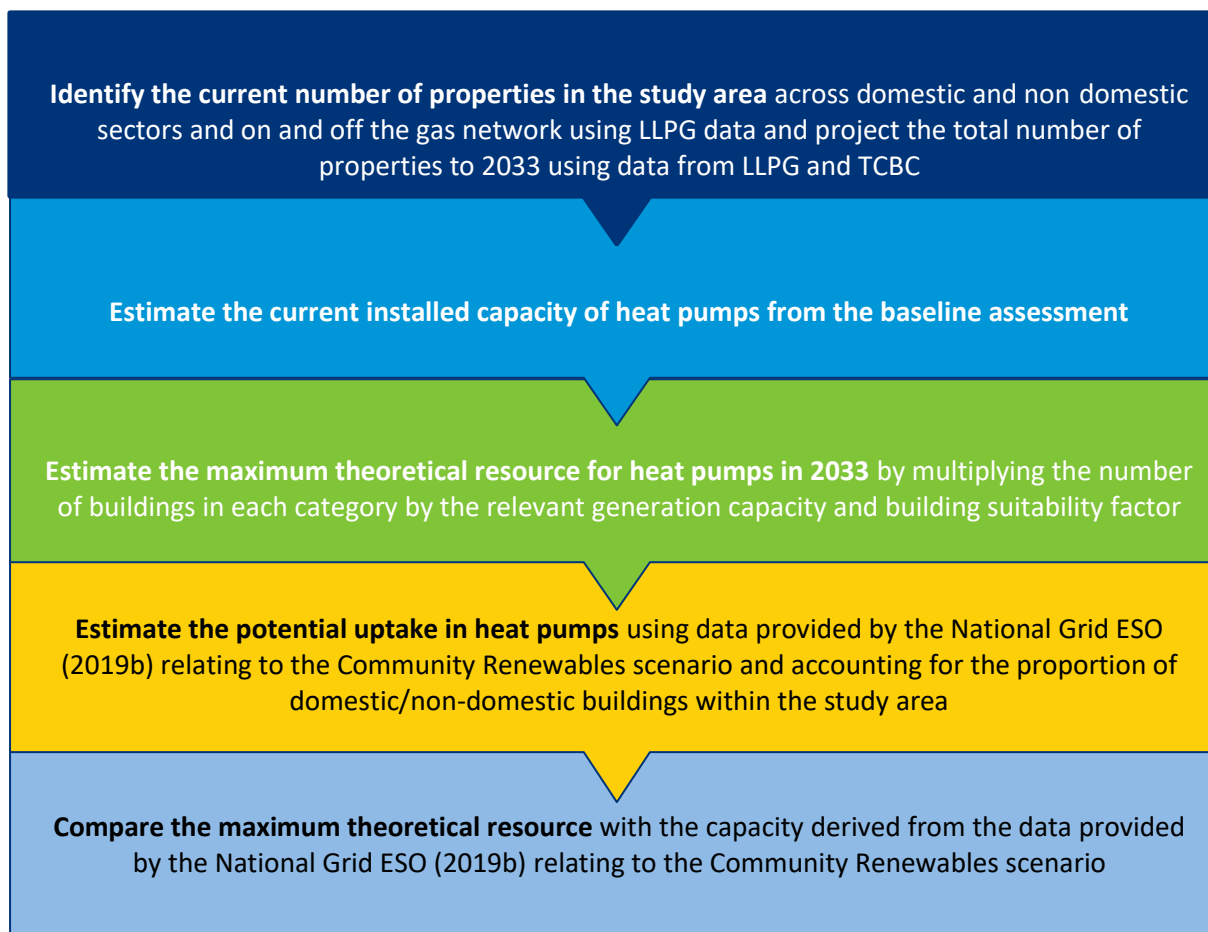 Identify the current number of properties in the study area across domestic and non domestic
sectors and on and off the gas network using LLPG data and project the total number of
properties to 2033 using data from LLPG and TCBC
Estimate the current installed capacity of heat pumps from the baseline assessment
Estimate the maximum theoretical resource for heat pumps in 2033 by multiplying the number
of buildings in each category by the relevant generation capacity and building suitability factor
Estimate the potential uptake in heat pumps using data provided by the National Grid ESO
(2019b) relating to the Community Renewables scenario and accounting for the proportion of
domestic/non-domestic buildings within the study area
Compare the maximum theoretical resource with the capacity derived from the data provided
by the National Grid ESO (2019b) relating to the Community Renewables scenario